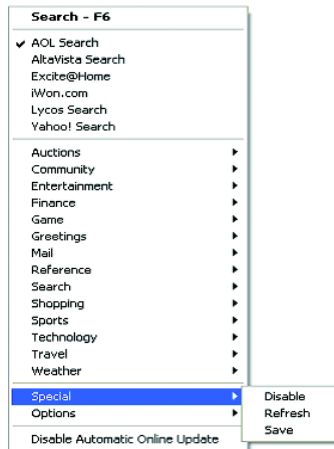 Search - F6
AOL Search
AltaVista Search
Excite@Home
iWon.com
Lycos Search
Yahoo! Search
Auctions
Community
Entertainment
Finance
Game
Greetings
Mail
Reference
Search
Shopping
Sports
Technology
Travel
Weather
Special
Options
Disable Automatic Online Update
Disable
Refresh
Save